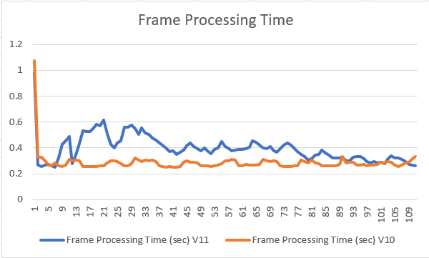 Frame Processing Time
1.2
1
0.8
0.6
0.4
0.2
0
1 5 9 13 17 21 25 29 33 37 41 45 49 53 57 61 65 69 73 77 81 85 89 93 97 101 105 109
Frame Processing Time (sec) V11 Frame Processing Time (sec) V10